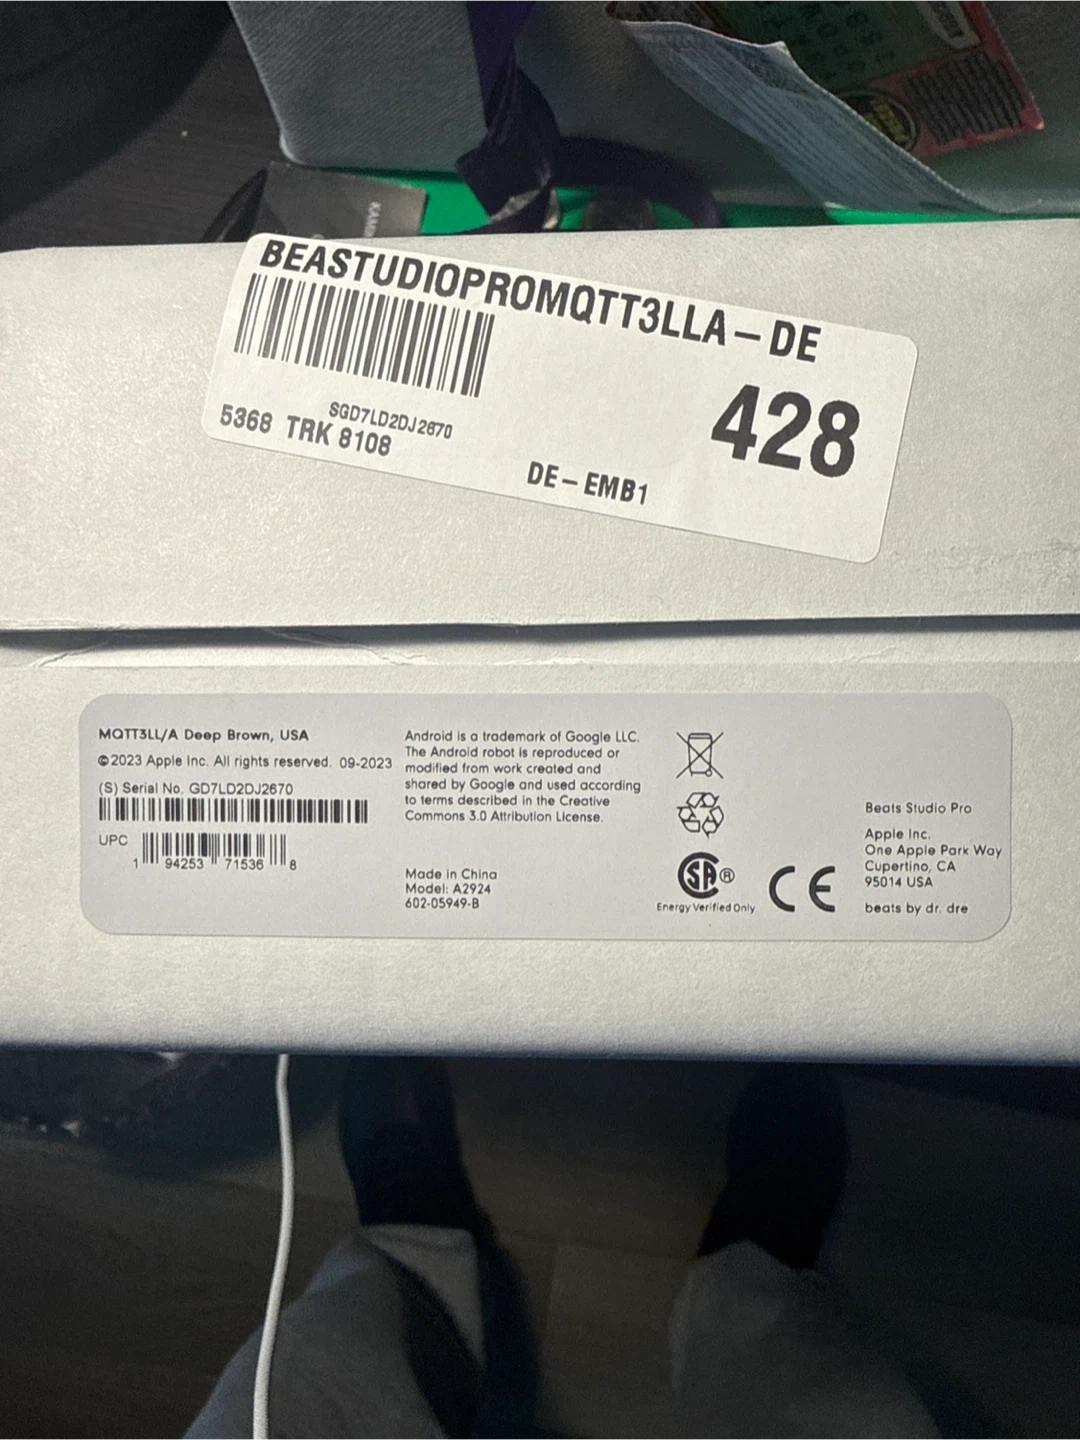 BEASTUDIOPROMQTT3LLA-DE
SGD7LD2DJ2670
5368 TRK 8108
428
DE-EMB1
MQTT3LL/A Deep Brown, USA
©2023 Apple Inc. All rights reserved. 09-2023
(S) Serial No. GD7LD2DJ2670
UPC
1 94253 71536 8
Android is a trademark of Google LLC.
The Android robot is reproduced or
modified from work created and
shared by Google and used according
to terms described in the Creative
Commons 3.0 Attribution License.
Made in China
Model: A2924
602-05949-B
SA®
Energy Verified Only
CE
Beats Studio Pro
Apple Inc.
One Apple Park Way
Cupertino, CA
95014 USA
beats by dr. dre